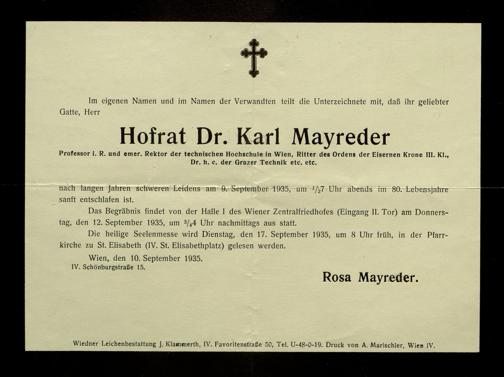 Im eigenen Namen und im Namen der Verwandten teilt die Unterzeichnete mit, daß ihr geliebter
Gatte, Herr
Hofrat Dr. Karl Mayreder
Professor i. R. und emer. Rektor der technischen Hochschule in Wien, Ritter des Ordens der Eisernen Krone III. Kl.,
Dr. h. c. der Grazer Technik etc. etc.
nach langen Jahren schweren Leidens am 9. September 1935, um ½7 Uhr abends im 80. Lebensjahre
sanft entschlafen ist.
Das Begräbnis findet von der Halle I des Wiener Zentralfriedhofes (Eingang II. Tor) am Donners-
tag, den 12. September 1935, um ¾4 Uhr nachmittags aus statt.
Die heilige Seelenmesse wird Dienstag, den 17. September 1935, um 8 Uhr früh, in der Pfarr-
kirche zu St. Elisabeth (IV. St. Elisabethplatz) gelesen werden.
Wien, den 10. September 1935.
IV. Schönburgstraße 15.
Rosa Mayreder.
Wiedner Leichenbestattung J. Klammerth, IV. Favoritenstraße 50, Tel. U-48-0-19. Druck von A. Marischler, Wien IV.